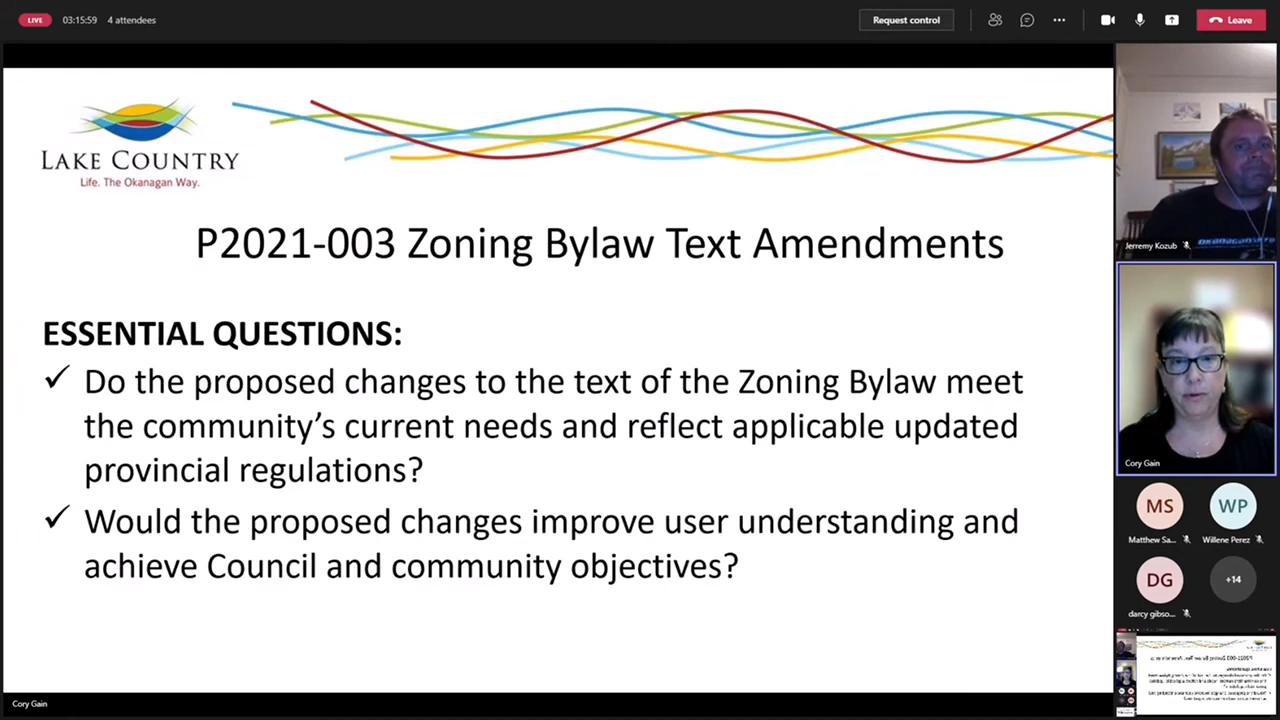 LIVE 03:15:59 4 attendees Request control Leave
LAKE COUNTRY
Life. The Okanagan Way.
P2021-003 Zoning Bylaw Text Amendments
ESSENTIAL QUESTIONS:
Do the proposed changes to the text of the Zoning Bylaw meet
the community's current needs and reflect applicable updated
provincial regulations?
Would the proposed changes improve user understanding and
achieve Council and community objectives?
Cory Gain
Jerremy Kozub
Cory Gain
MS WP
Matthew Sa... Willene Perez
DG +14
darcy gibso...